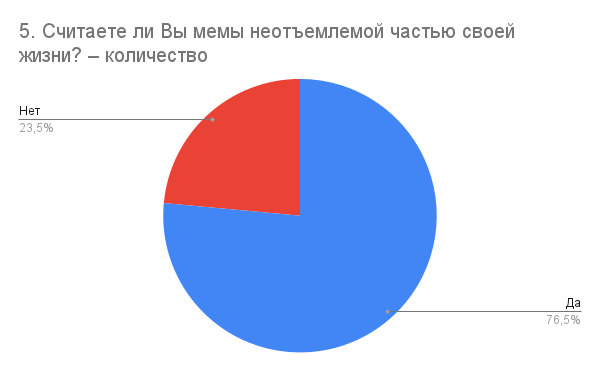 5. Считаете ли Вы мемы неотъемлемой частью своей
жизни? – количество
Нет
23,5%
Да
76,5%